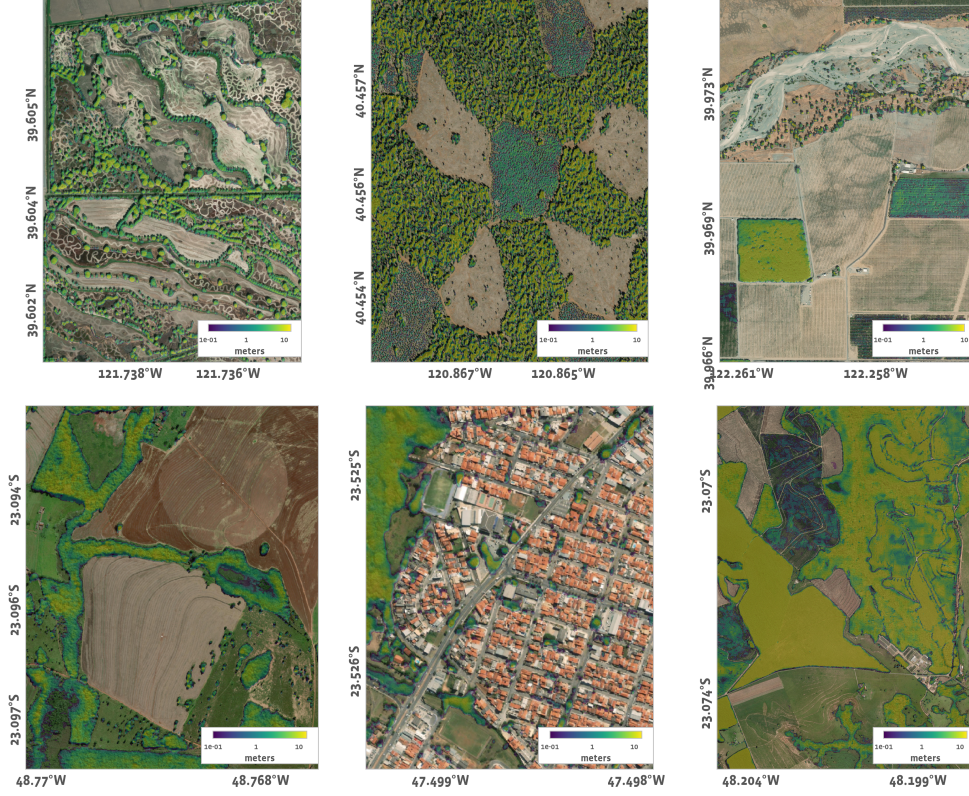 39.605°N
39.604°N
39.602°N
1e-01 1 10
meters
121.738°W 121.736°W
40.457°N
40.456°N
40.454°N
1e-01 1 10
meters
120.867°W 120.865°W
39.973°N
39.969°N
39.966°N
1e-01 1 10
meters
122.261°W 122.258°W
23.094°S
23.096°S
23.097°S
1e-01 1 10
meters
48.77°W 48.768°W
23.525°S
23.526°S
1e-01 1 10
meters
47.499°W 47.498°W
23.07°S
23.074°S
1e-01 1 10
meters
48.204°W 48.199°W